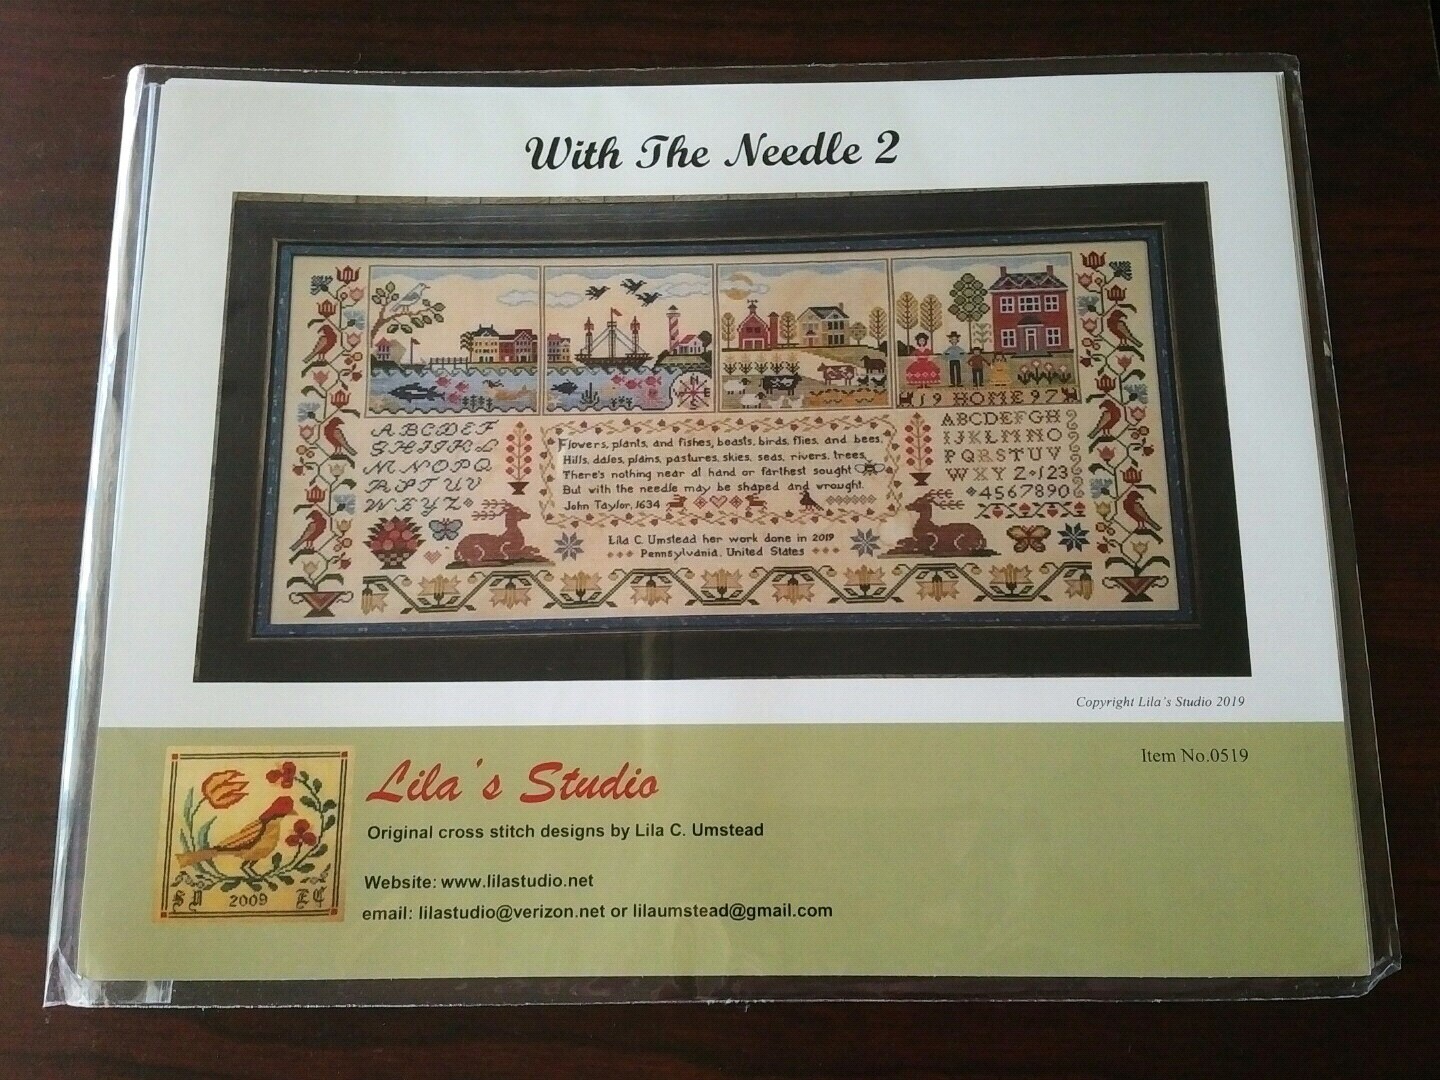 With The Needle 2
19 HOME 97
ABCDEF
GHIJKL
MNOPQ
RSTUV
WXYZ
Flowers, plants, and fishes, beasts, birds, flies, and bees,
Hills, dales, plains, pastures, skies, seas, rivers, trees,
There's nothing near at hand or farthest sought
But with the needle may be shaped and wrought.
John Taylor, 1634
Lila C. Umstead her work done in 2019
Pennsylvania, United States
ABCDEFGH
IJKLMNO
PQRSTUV
WXYZ 123
4567890
Copyright Lila's Studio 2019
Item No.0519
Lila's Studio
Original cross stitch designs by Lila C. Umstead
Website: www.lilastudio.net
email: lilastudio@verizon.net or lilaumstead@gmail.com
2009